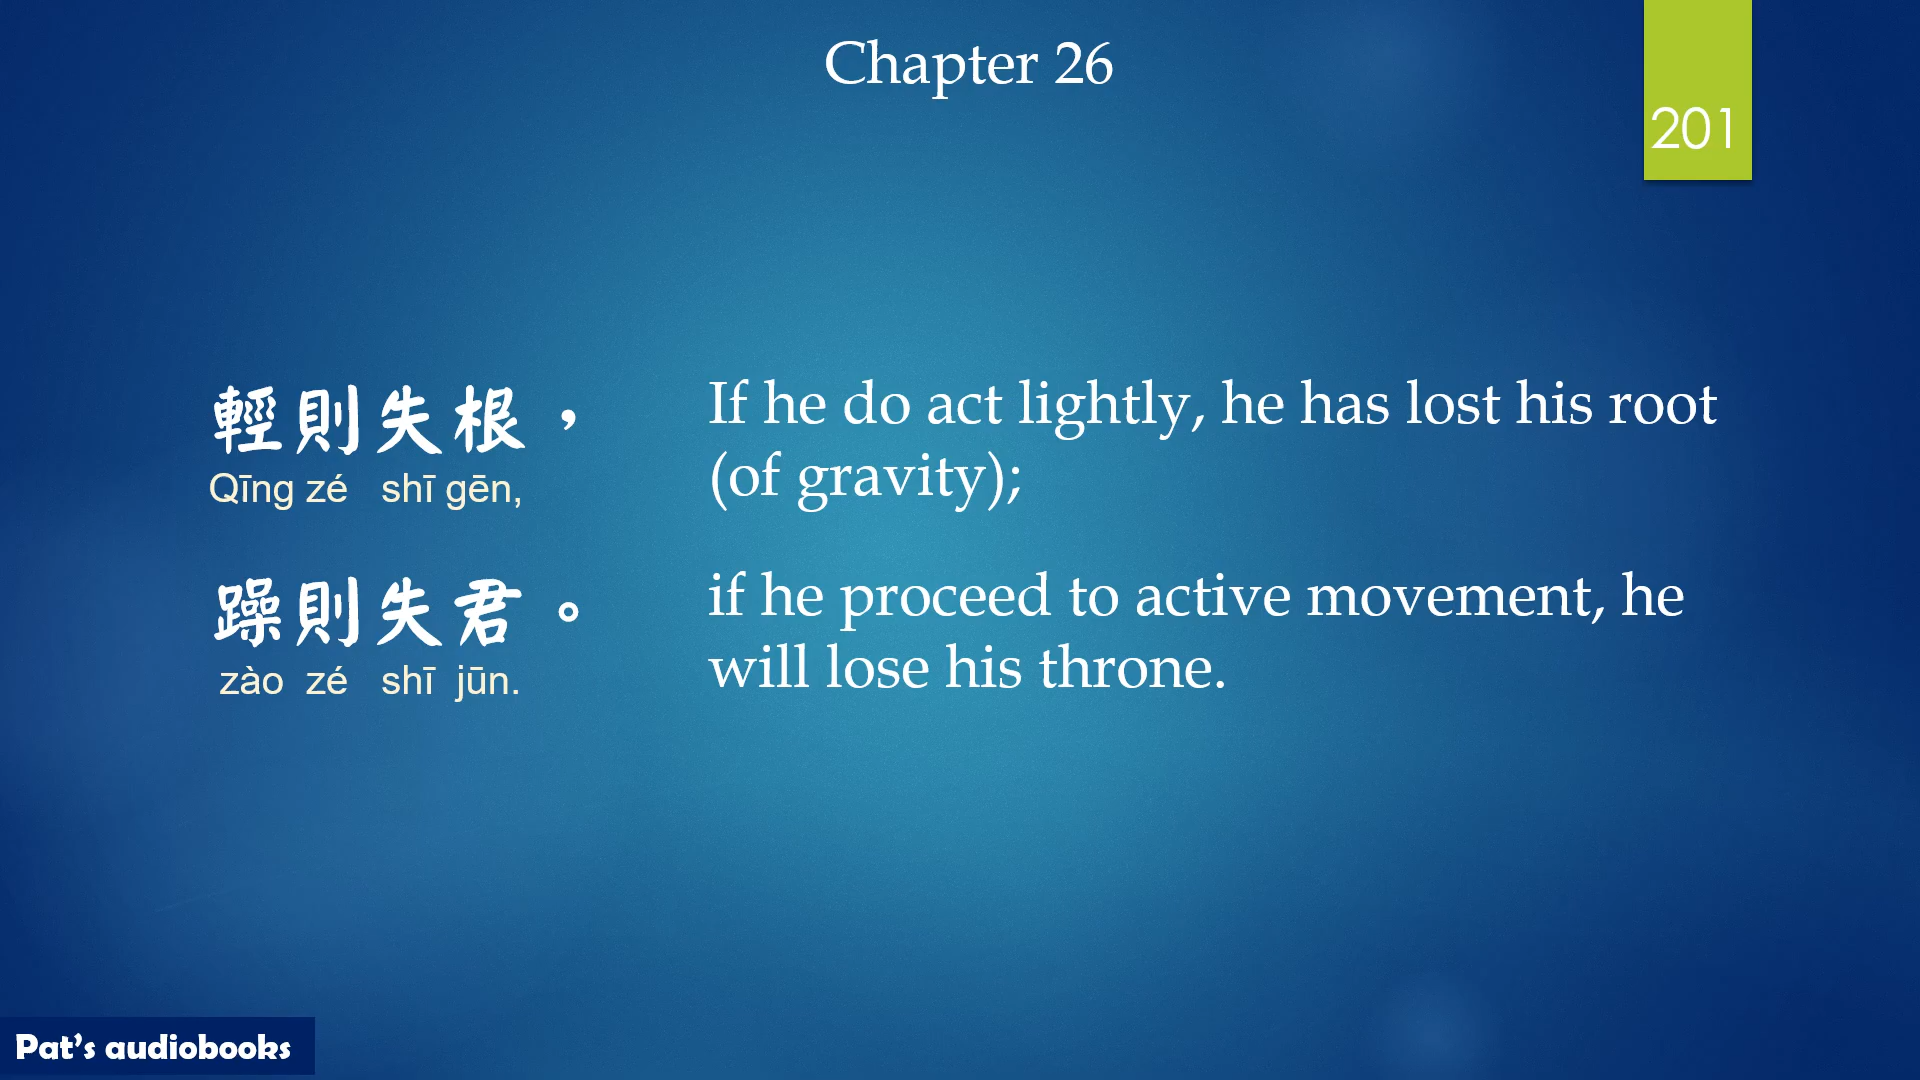 Chapter 26
201
輕則失根，
Qīng zé shī gēn,
If he do act lightly, he has lost his root
(of gravity);
躁則失君。
zào zé shī jūn.
if he proceed to active movement, he
will lose his throne.
Pat's audiobooks